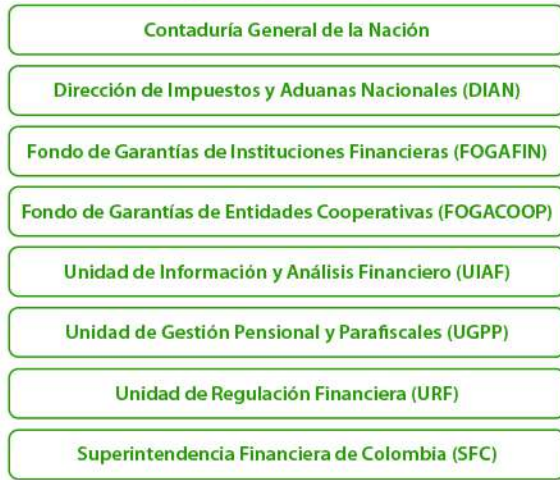 Contaduría General de la Nación
Dirección de Impuestos y Aduanas Nacionales (DIAN)
Fondo de Garantías de Instituciones Financieras (FOGAFIN)
Fondo de Garantías de Entidades Cooperativas (FOGACOOP)
Unidad de Información y Análisis Financiero (UIAF)
Unidad de Gestión Pensional y Parafiscales (UGPP)
Unidad de Regulación Financiera (URF)
Superintendencia Financiera de Colombia (SFC)